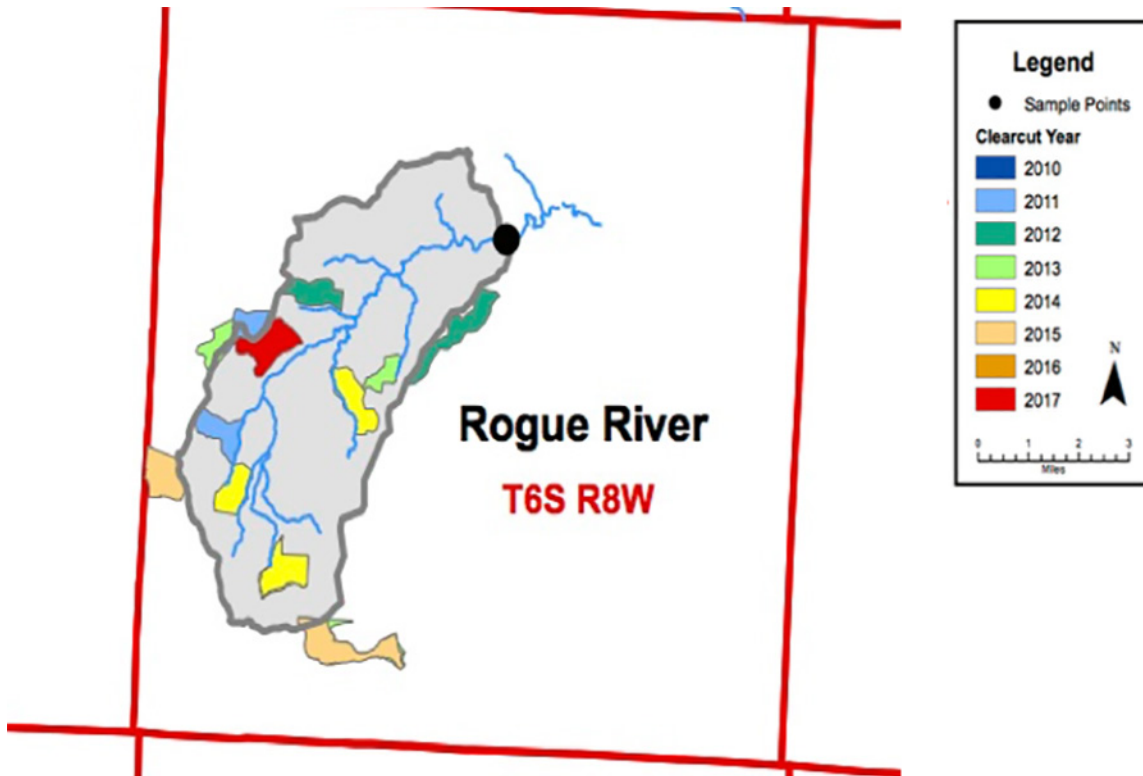 Rogue River
T6S R8W
Legend
Sample Points
Clearcut Year
2010
2011
2012
2013
2014
2015
2016
2017
N
0 1 2 3
Miles